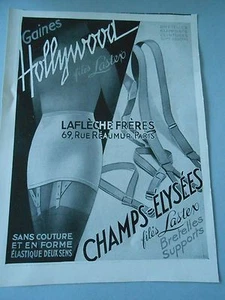 Gaines
Hollywood
filés Lastex
LAFLÈCHE FRÈRES
69, RUE RÉAUMUR·PARIS
CHAMPS-ÉLYSÉES
filés Lastex
Bretelles
Supports
SANS COUTURE
ET EN FORME
ÉLASTIQUE DEUX SENS